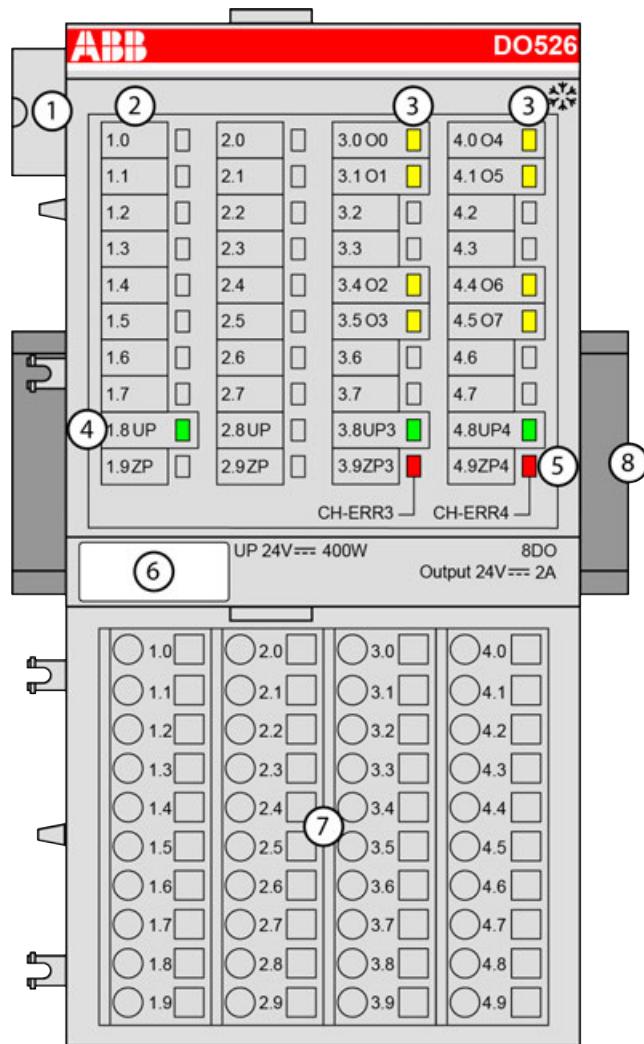 ABB DO526
1 2 3 3
1.0 2.0 3.0 O0 4.0 O4
1.1 2.1 3.1 O1 4.1 O5
1.2 2.2 3.2 4.2
1.3 2.3 3.3 4.3
1.4 2.4 3.4 O2 4.4 O6
1.5 2.5 3.5 O3 4.5 O7
1.6 2.6 3.6 4.6
1.7 2.7 3.7 4.7
4 1.8 UP 2.8 UP 3.8UP3 4.8UP4
1.9 ZP 2.9 ZP 3.9ZP3 4.9ZP4 5 8
CH-ERR3 CH-ERR4
6 UP 24V 400W 8DO
Output 24V 2A
1.0 2.0 3.0 4.0
1.1 2.1 3.1 4.1
1.2 2.2 3.2 4.2
1.3 2.3 3.3 4.3
1.4 2.4 3.4 4.4
7
1.5 2.5 3.5 4.5
1.6 2.6 3.6 4.6
1.7 2.7 3.7 4.7
1.8 2.8 3.8 4.8
1.9 2.9 3.9 4.9